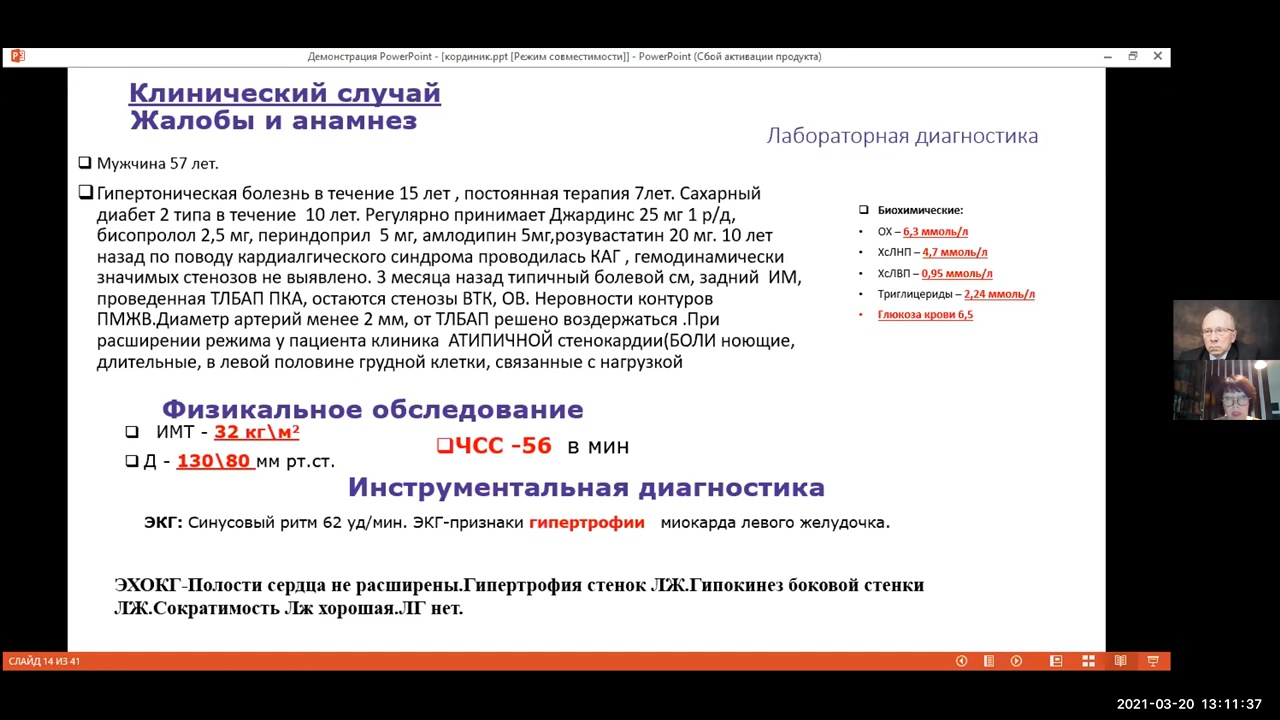 Демонстрация PowerPoint - [кординик.ppt [Режим совместимости]] - PowerPoint (Сбой активации продукта)
Клинический случай
Жалобы и анамнез
Лабораторная диагностика
Мужчина 57 лет.
Гипертоническая болезнь в течение 15 лет , постоянная терапия 7лет. Сахарный
диабет 2 типа в течение 10 лет. Регулярно принимает Джардинс 25 мг 1 р/д,
бисопролол 2,5 мг, периндоприл 5 мг, амлодипин 5мг,розувастатин 20 мг. 10 лет
назад по поводу кардиалгического синдрома проводилась КАГ , гемодинамически
значимых стенозов не выявлено. 3 месяца назад типичный болевой см, задний ИМ,
проведенная ТЛБАП ПКА, остаются стенозы ВТК, ОВ. Неровности контуров
ПМЖВ.Диаметр артерий менее 2 мм, от ТЛБАП решено воздержаться .При
расширении режима у пациента клиника АТИПИЧНОЙ стенокардии(БОЛИ ноющие,
длительные, в левой половине грудной клетки, связанные с нагрузкой
Биохимические:
• ОХ – 6,3 ммоль/л
• ХсЛНП – 4,7 ммоль/л
• ХсЛВП – 0,95 ммоль/л
• Триглицериды – 2,24 ммоль/л
• Глюкоза крови 6,5
Физикальное обследование
ИМТ - 32 кг\м²
ЧСС -56 в мин
Д - 130\80 мм рт.ст.
Инструментальная диагностика
ЭКГ: Синусовый ритм 62 уд/мин. ЭКГ-признаки гипертрофии миокарда левого желудочка.
ЭХОКГ-Полости сердца не расширены.Гипертрофия стенок ЛЖ.Гипокинез боковой стенки
ЛЖ.Сократимость Лж хорошая.ЛГ нет.
СЛАЙД 14 ИЗ 41
2021-03-20 13:11:37